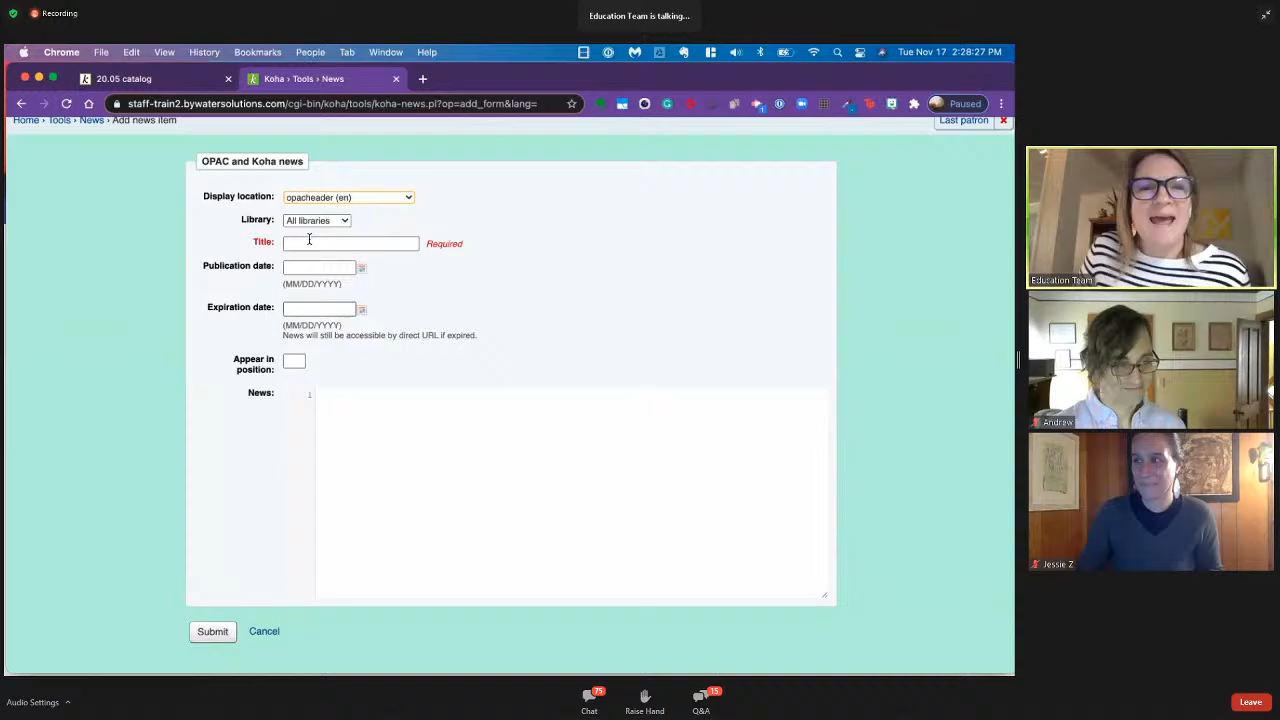 Recording
Education Team is talking...
Chrome File Edit View History Bookmarks People Tab Window Help
Tue Nov 17 2:28:27 PM
20.05 catalog
Koha › Tools › News
staff-train2.bywatersolutions.com/cgi-bin/koha/tools/koha-news.pl?op=add_form&lang=
Paused
Home › Tools › News › Add news item
Last patron
OPAC and Koha news
Display location: opacheader (en)
Library: All libraries
Title: Required
Publication date:
(MM/DD/YYYY)
Expiration date:
(MM/DD/YYYY)
News will still be accessible by direct URL if expired.
Appear in
position:
News:
1
Submit Cancel
Education Team
Andrew
Jessie Z
Audio Settings
75
Chat
Raise Hand
15
Q&A
Leave